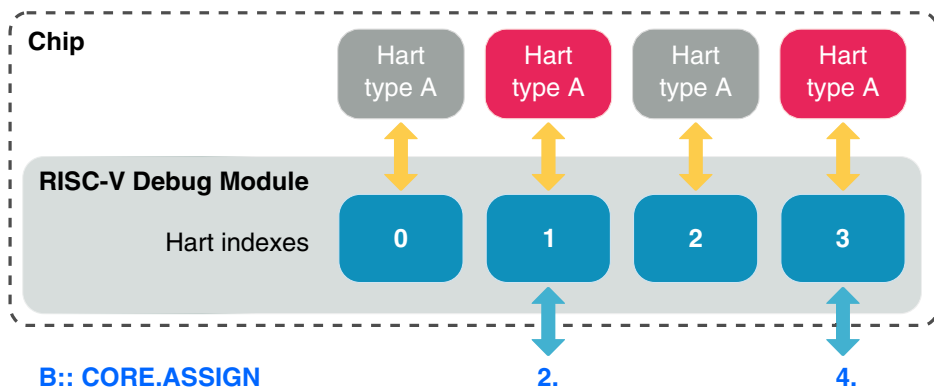 Chip
Hart type A
Hart type A
Hart type A
Hart type A
RISC-V Debug Module
Hart indexes 0 1 2 3
B:: CORE.ASSIGN 2. 4.